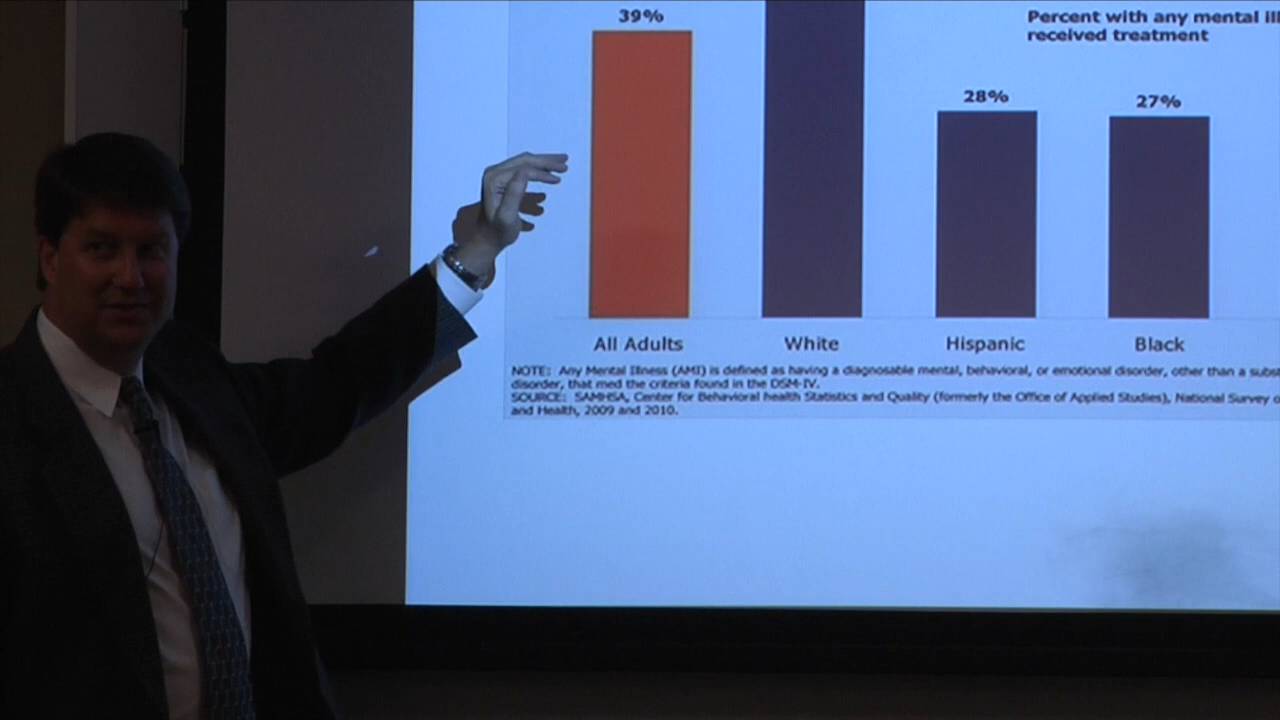 39%
Percent with any mental ill
received treatment
28%
27%
All Adults
White
Hispanic
Black
NOTE: Any Mental Illness (AMI) is defined as having a diagnosable mental, behavioral, or emotional disorder, other than a subst
disorder, that med the criteria found in the DSM-IV.
SOURCE: SAMHSA, Center for Behavioral health Statistics and Quality (formerly the Office of Applied Studies), National Survey o
and Health, 2009 and 2010.